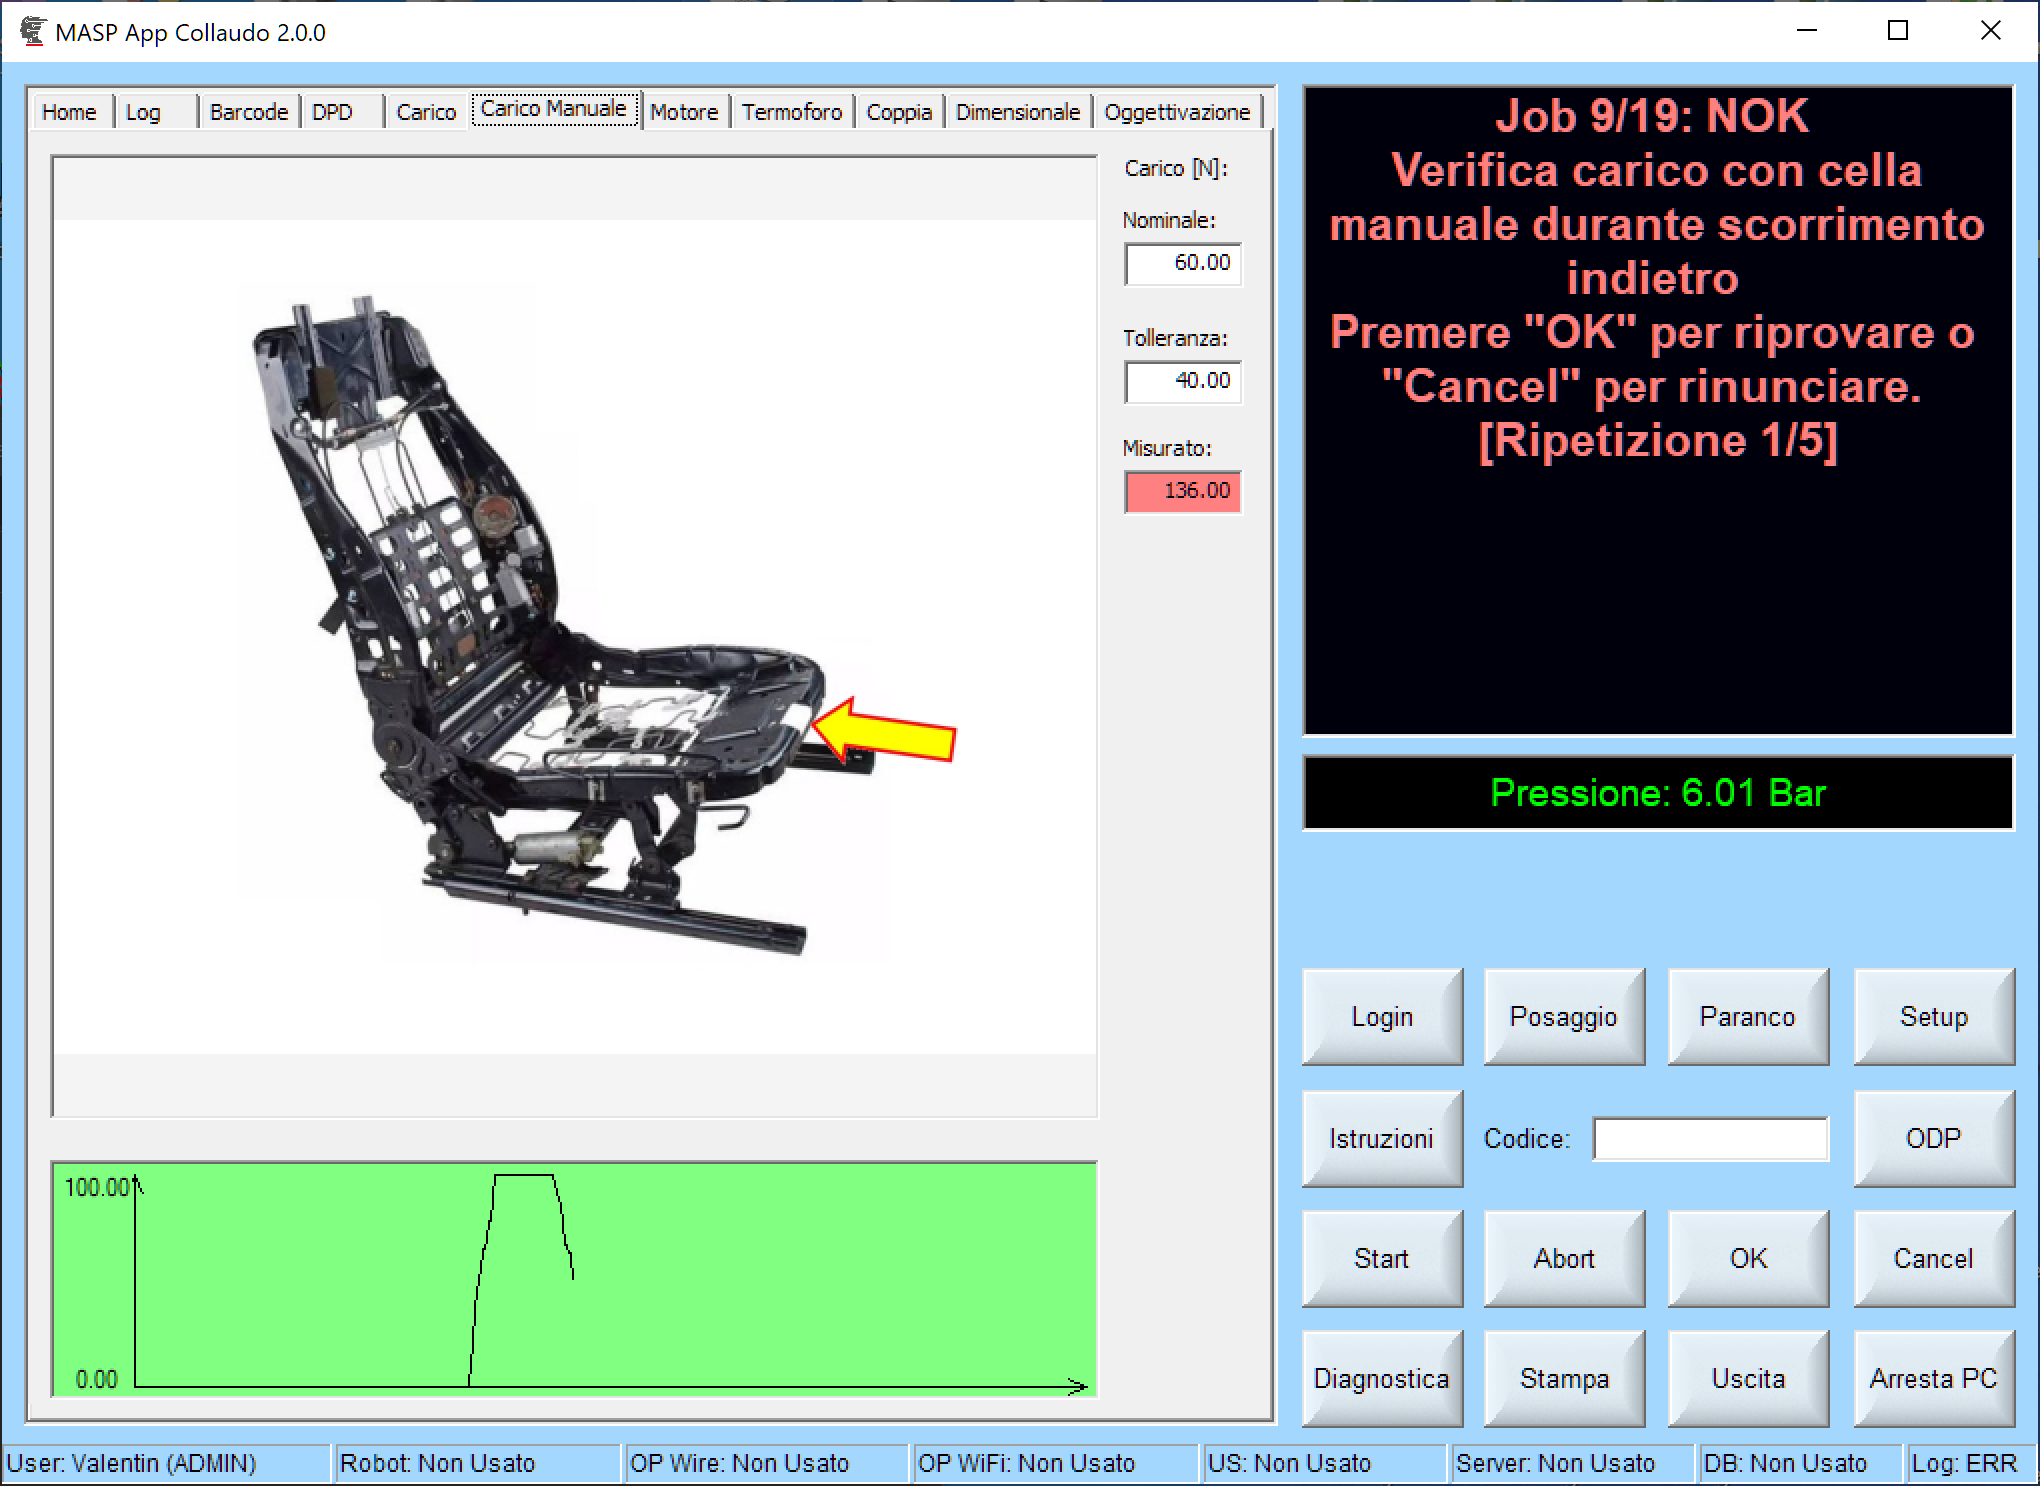 MASP App Collaudo 2.0.0
Home Log Barcode DPD Carico Carico Manuale Motore Termoforo Coppia Dimensionale Oggettivazione
Carico [N]:
Nominale:
60.00
Tolleranza:
40.00
Misurato:
136.00
100.00
0.00
Job 9/19: NOK
Verifica carico con cella
manuale durante scorrimento
indietro
Premere "OK" per riprovare o
"Cancel" per rinunciare.
[Ripetizione 1/5]
Pressione: 6.01 Bar
Login Posaggio Paranco Setup
Istruzioni Codice: ODP
Start Abort OK Cancel
Diagnostica Stampa Uscita Arresta PC
User: Valentin (ADMIN) Robot: Non Usato OP Wire: Non Usato OP WiFi: Non Usato US: Non Usato Server: Non Usato DB: Non Usato Log: ERR